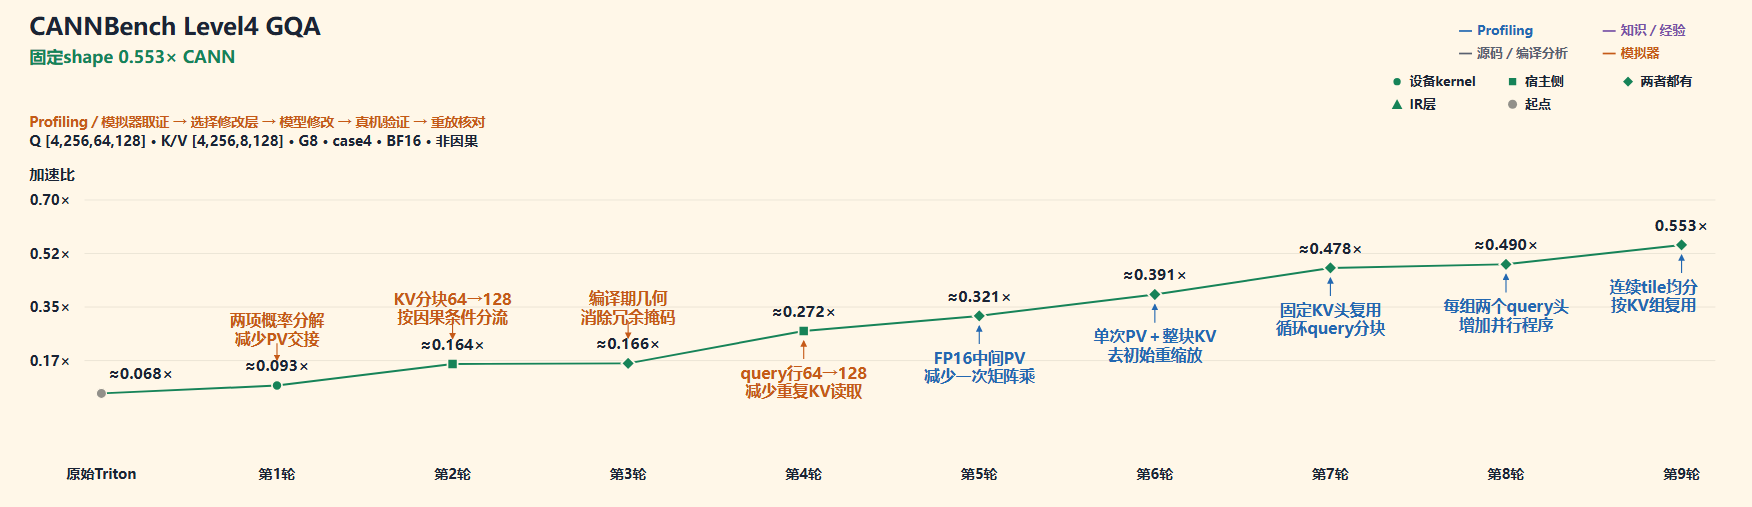 CANNBench Level4 GQA
固定shape 0.553× CANN
Profiling
知识 / 经验
源码 / 编译分析
模拟器
设备kernel
宿主侧
两者都有
IR层
起点
Profiling / 模拟器取证 → 选择修改层 → 模型修改 → 真机验证 → 重放核对
Q [4,256,64,128] • K/V [4,256,8,128] • G8 • case4 • BF16 • 非因果
加速比
0.70×
0.52×
0.35×
0.17×
≈0.068×
两项概率分解
减少PV交接
≈0.093×
KV分块64→128
按因果条件分流
≈0.164×
编译期几何
消除冗余掩码
≈0.166×
≈0.272×
query行64→128
减少重复KV读取
≈0.321×
FP16中间PV
减少一次矩阵乘
≈0.391×
单次PV + 整块KV
去初始重缩放
≈0.478×
固定KV头复用
循环query分块
≈0.490×
每组两个query头
增加并行程序
0.553×
连续tile均分
按KV组复用
原始Triton
第1轮
第2轮
第3轮
第4轮
第5轮
第6轮
第7轮
第8轮
第9轮